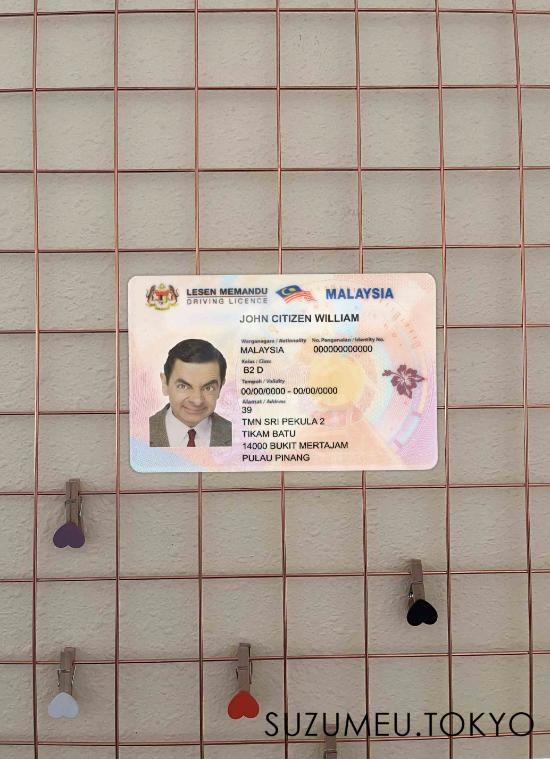 LESEN MEMANDU
DRIVING LICENCE
MALAYSIA
JOHN CITIZEN WILLIAM
Warganegara / Nationality No. Pengenalan / Identity No.
MALAYSIA 000000000000
Kelas / Class
B2 D
Tempoh / Validity
00/00/0000 - 00/00/0000
Alamat / Address
39
TMN SRI PEKULA 2
TIKAM BATU
14000 BUKIT MERTAJAM
PULAU PINANG
SUZUMEU.TOKYO